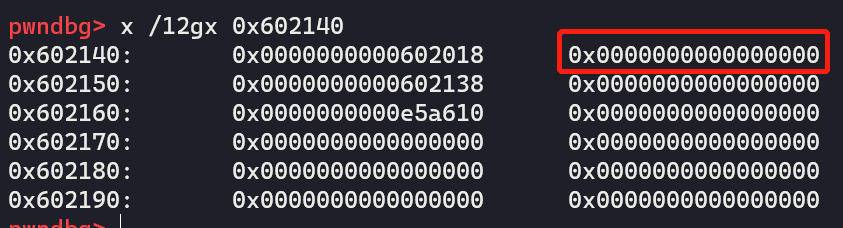 pwndbg> x /12gx 0x602140
0x602140: 0x0000000000602018 0x0000000000000000
0x602150: 0x0000000000602138 0x0000000000000000
0x602160: 0x0000000000e5a610 0x0000000000000000
0x602170: 0x0000000000000000 0x0000000000000000
0x602180: 0x0000000000000000 0x0000000000000000
0x602190: 0x0000000000000000 0x0000000000000000
pwndbg>